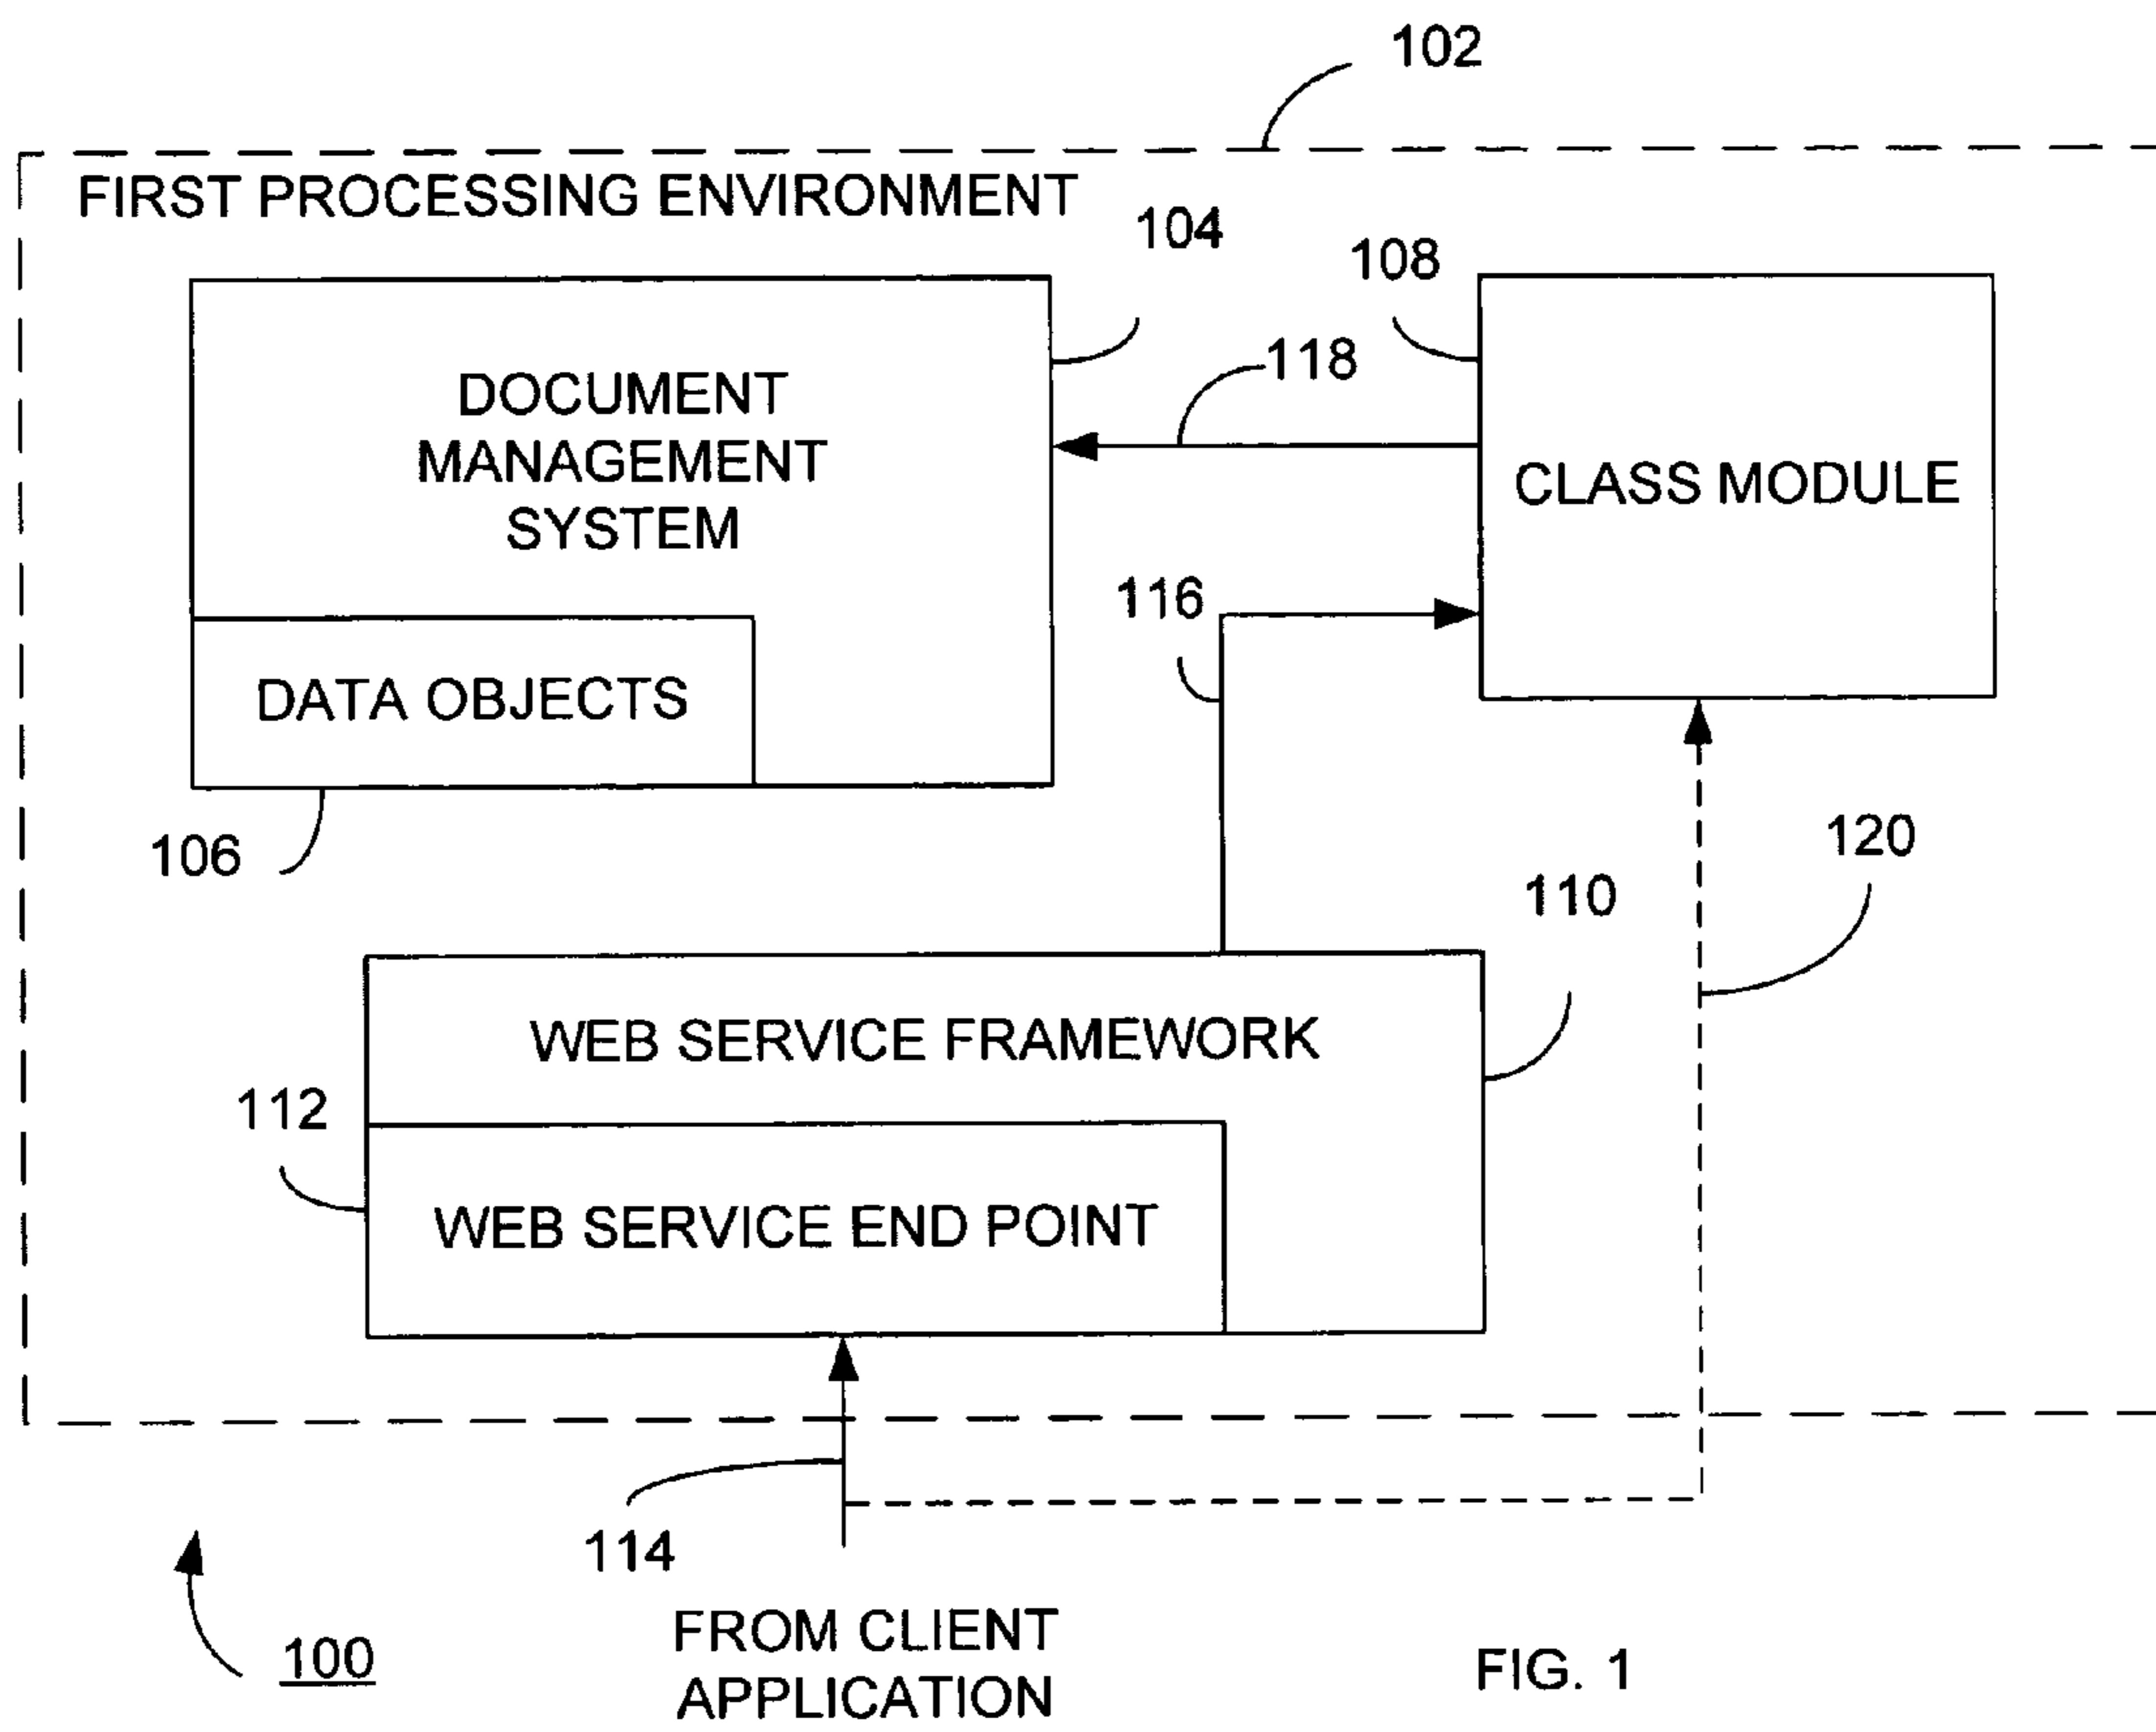 102
FIRST PROCESSING ENVIRONMENT
104
108
118
DOCUMENT
MANAGEMENT
SYSTEM
CLASS MODULE
116
DATA OBJECTS
106
120
110
WEB SERVICE FRAMEWORK
112
WEB SERVICE END POINT
114
FROM CLIENT
APPLICATION
100
FIG. 1